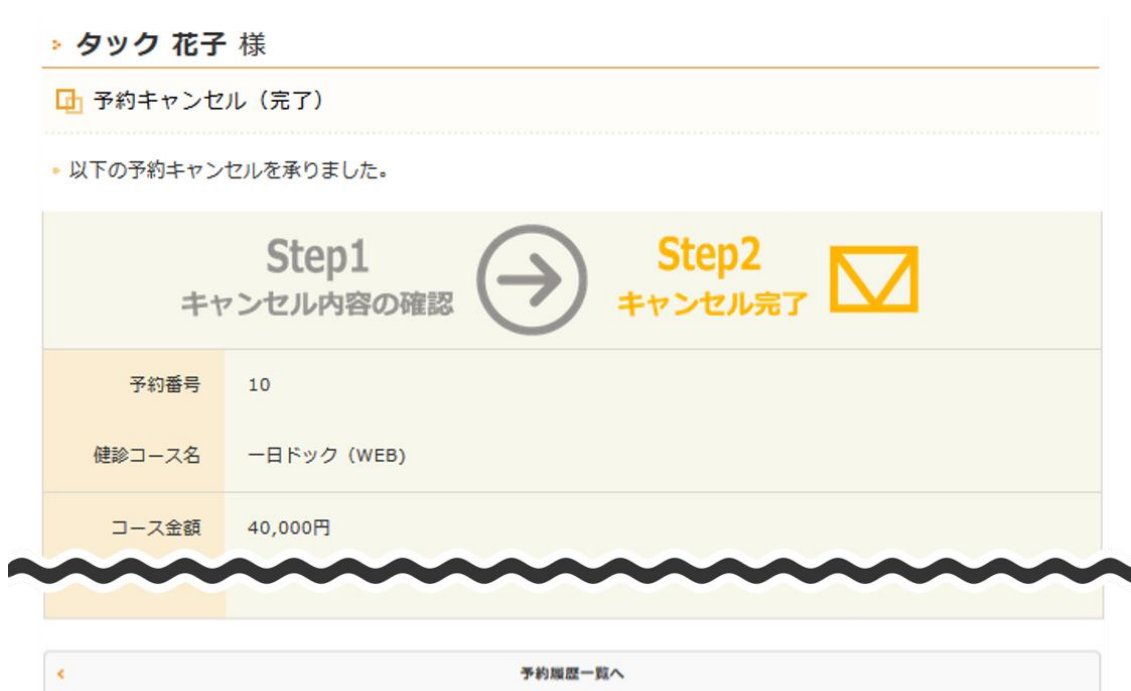 タック 花子 様
予約キャンセル（完了）
以下の予約キャンセルを承りました。
Step1
キャンセル内容の確認
Step2
キャンセル完了
予約番号 10
健診コース名 一日ドック（WEB）
コース金額 40,000円
予約履歴一覧へ